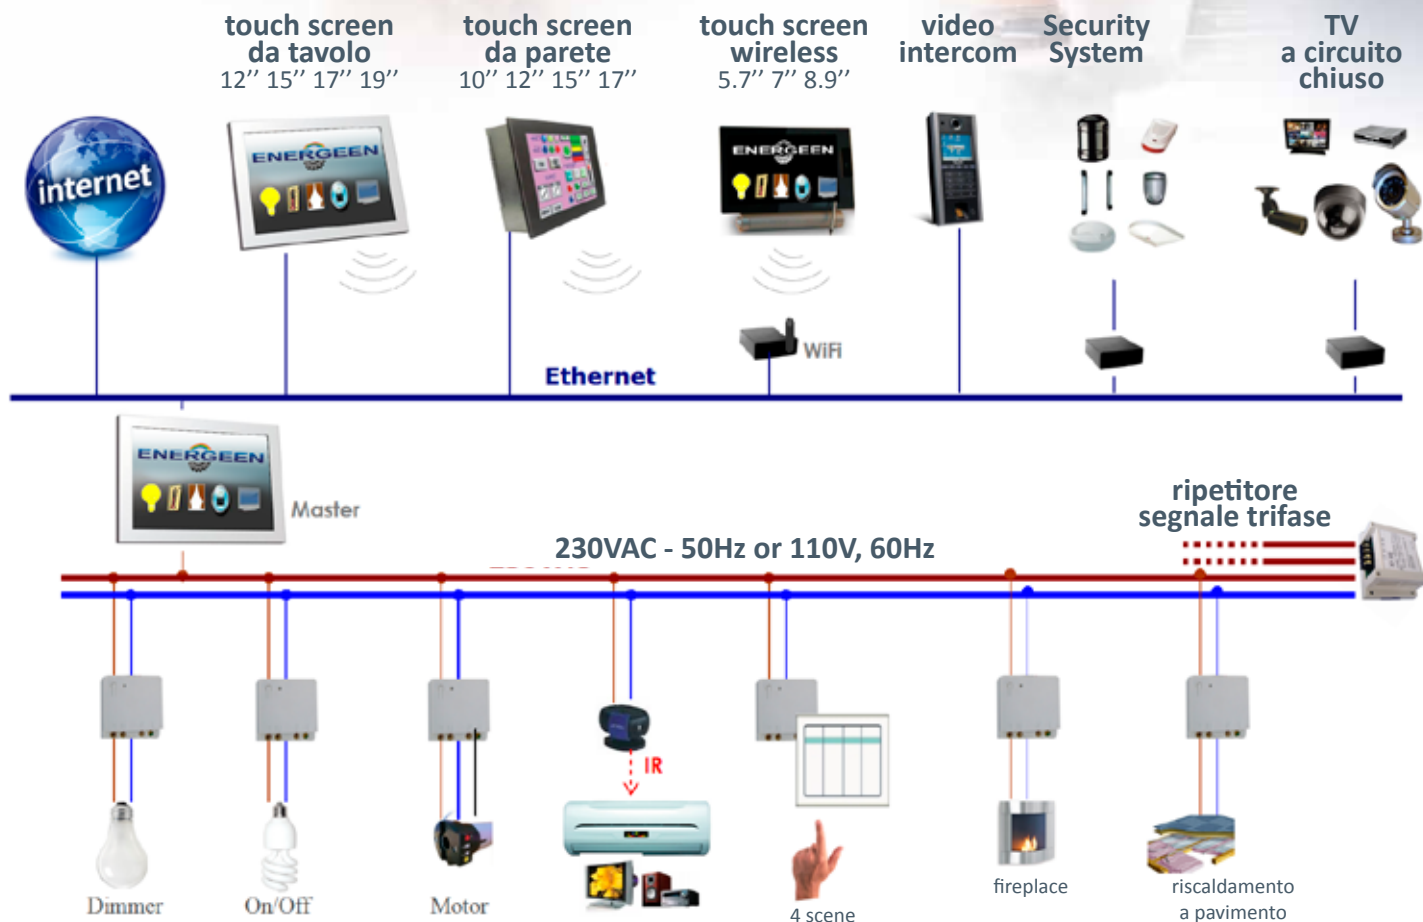 touch screen
da tavolo
12’’ 15’’ 17’’ 19’’
touch screen
da parete
10’’ 12’’ 15’’ 17’’
touch screen
wireless
5.7’’ 7’’ 8.9’’
video
intercom
Security
System
TV
a circuito
chiuso
internet
ENERGEEN
ENERGEEN
WiFi
Ethernet
ENERGEEN
Master
ripetitore
segnale trifase
230VAC - 50Hz or 110V, 60Hz
IR
Dimmer
On/Off
Motor
4 scene
fireplace
riscaldamento
a pavimento